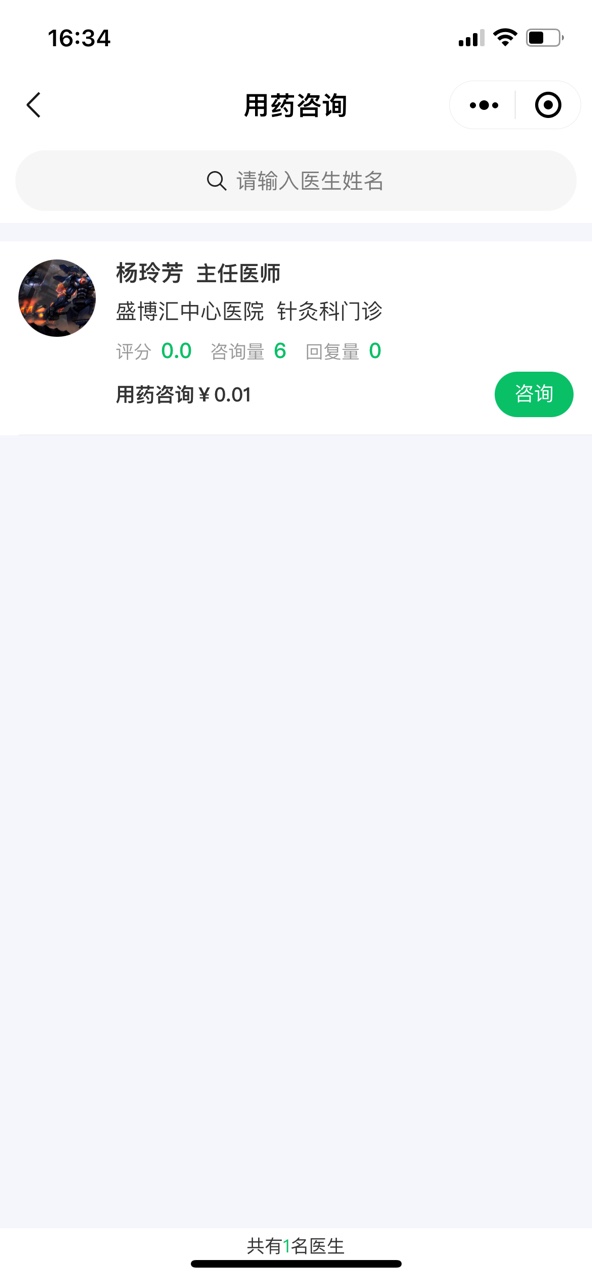 16:34
用药咨询
请输入医生姓名
杨玲芳 主任医师
盛博汇中心医院 针灸科门诊
评分 0.0 咨询量 6 回复量 0
用药咨询￥0.01
咨询
共有1名医生